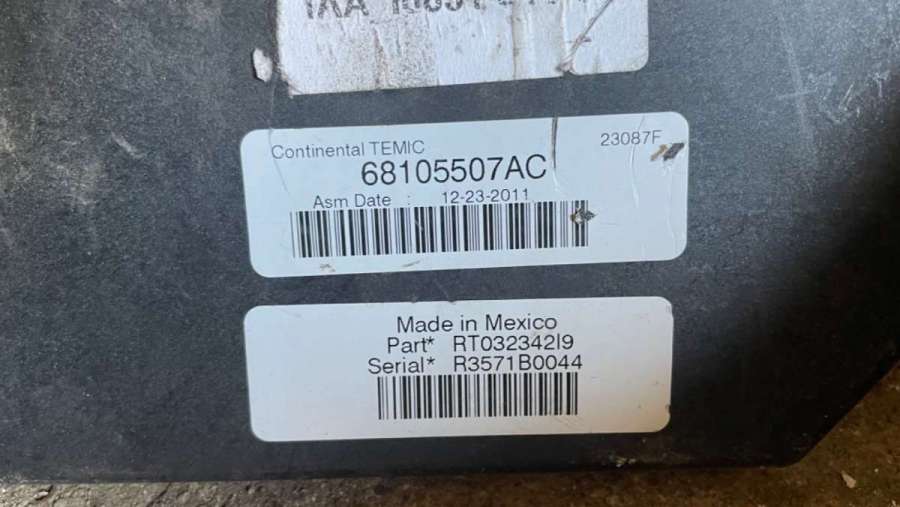 Continental TEMIC 23087F
68105507AC
Asm Date : 12-23-2011
Made in Mexico
Part* RT032342I9
Serial* R3571B0044